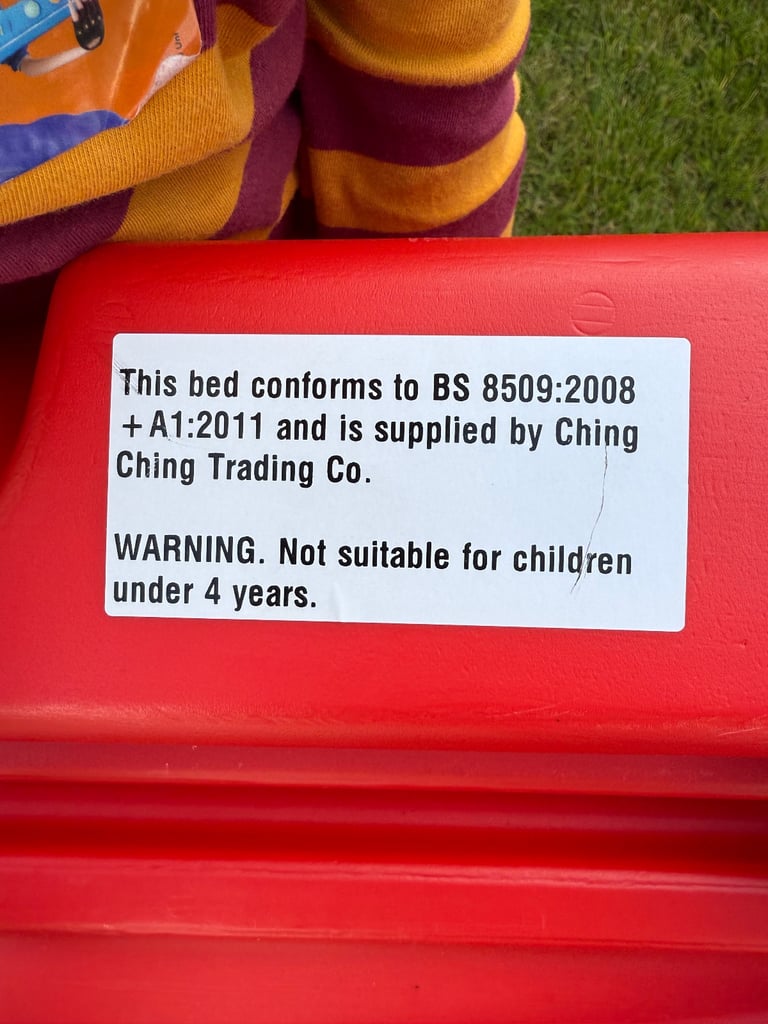 This bed conforms to BS 8509:2008
+ A1:2011 and is supplied by Ching
Ching Trading Co.
WARNING. Not suitable for children
under 4 years.